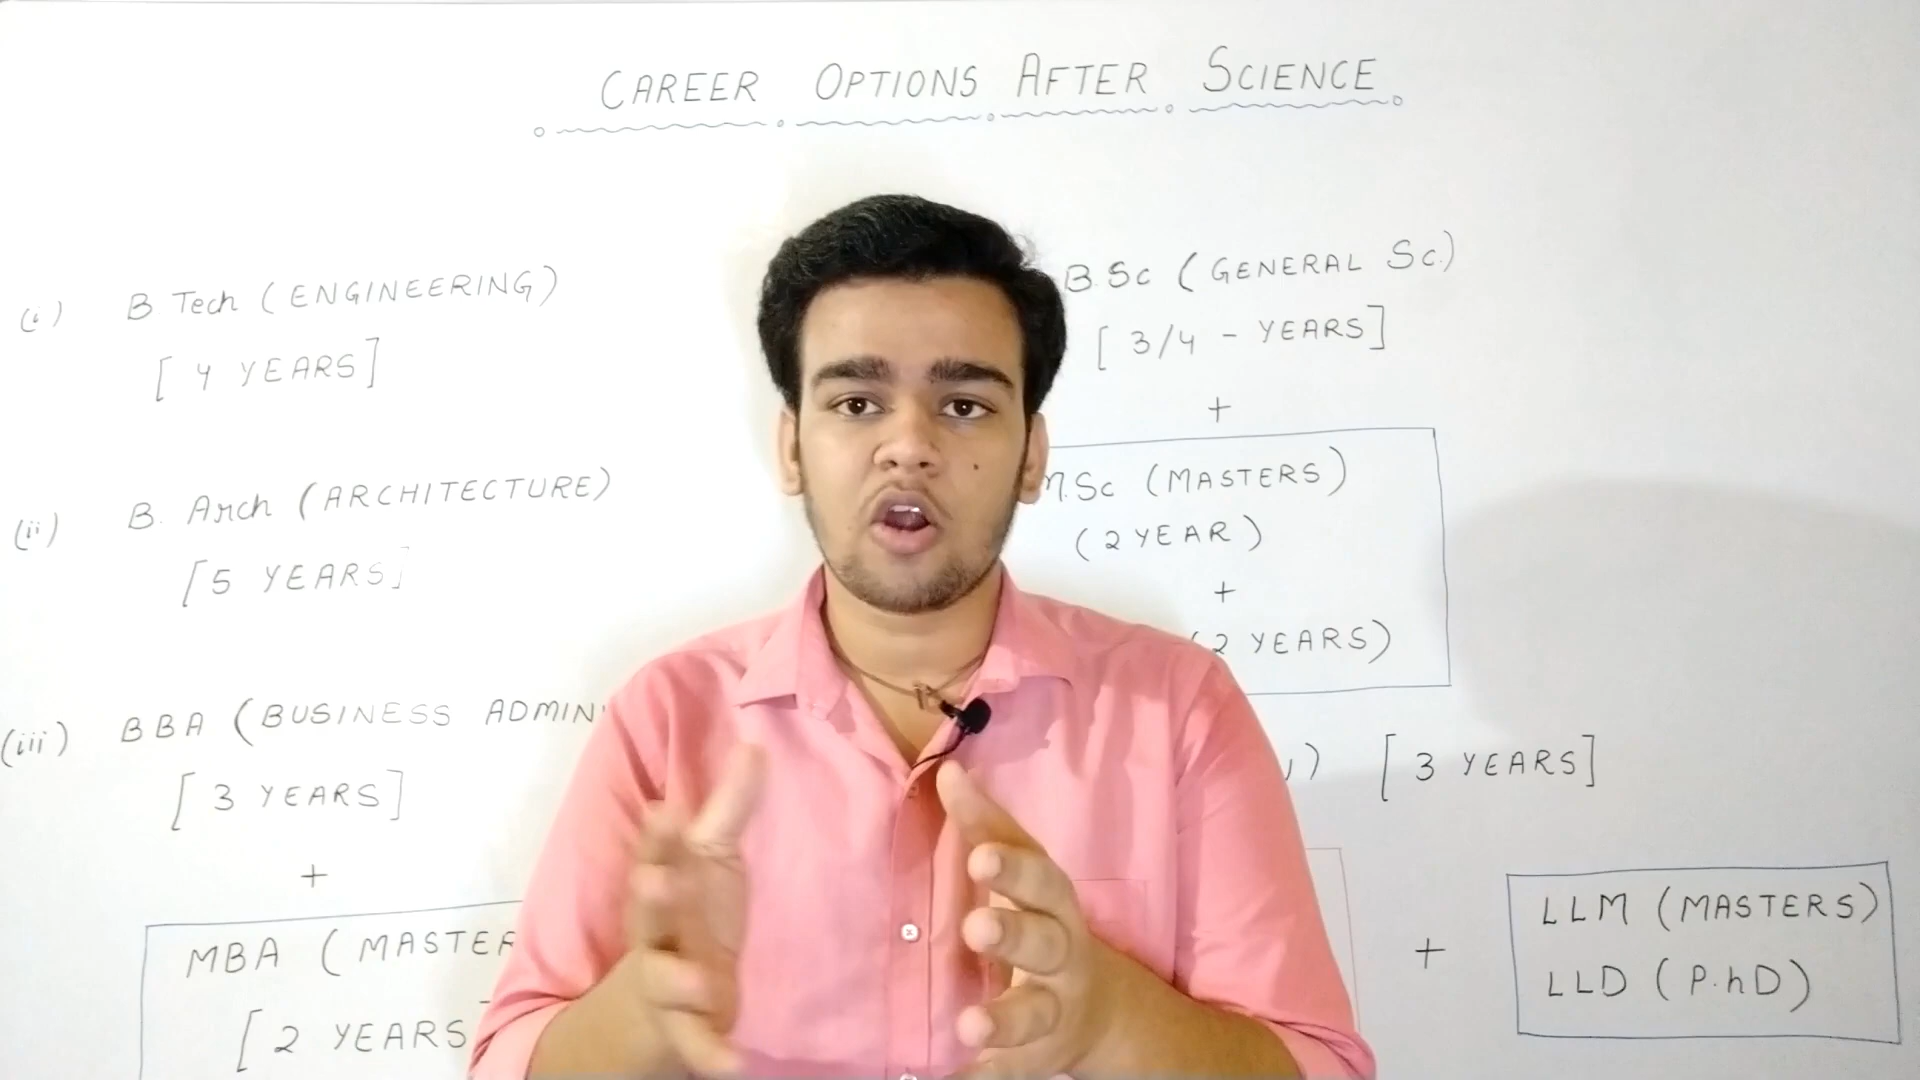 CAREER OPTIONS AFTER SCIENCE
(i) B Tech (ENGINEERING)
[4 YEARS]
(ii) B. Arch (ARCHITECTURE)
[5 YEARS]
(iii) BBA (BUSINESS
[3 YEARS]
+
MBA (
[2 YEARS
B.Sc (GENERAL Sc.)
[3/4 - YEARS]
+
M.Sc (MASTERS)
(2 YEAR)
+
(2 YEARS)
) [3 YEARS]
+
LLM (MASTERS)
LLD (P.hD)